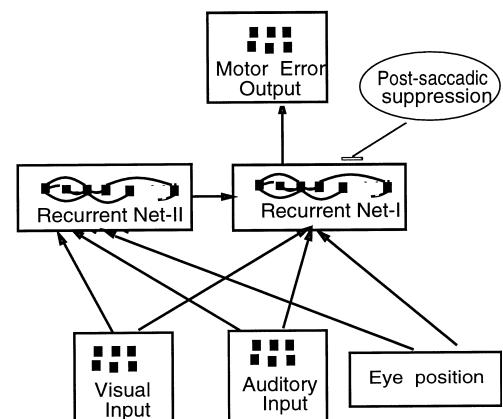 Motor Error
Output
Post-saccadic
suppression
Recurrent Net-II
Recurrent Net-I
Visual
Input
Auditory
Input
Eye position